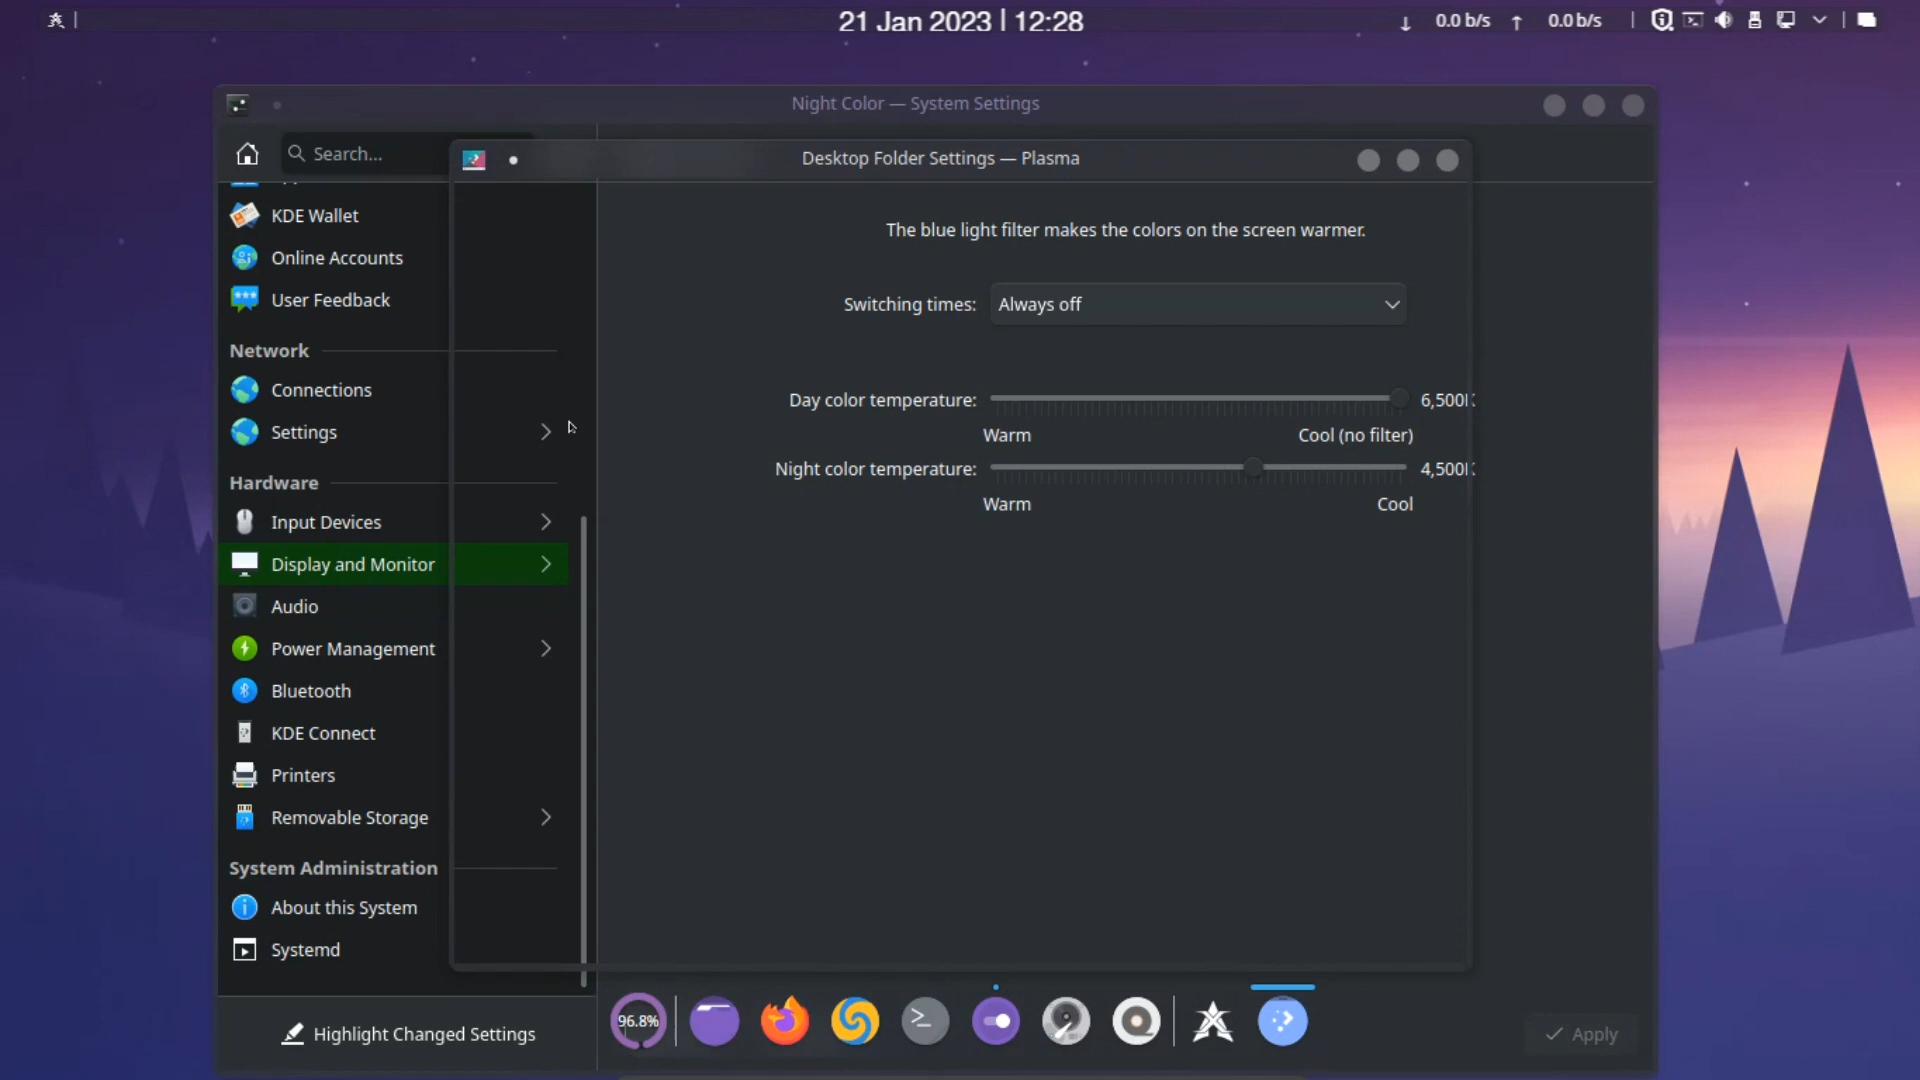 21 Jan 2023 | 12:28
↓ 0.0 b/s ↑ 0.0 b/s
Night Color — System Settings
Search...
Desktop Folder Settings — Plasma
KDE Wallet
Online Accounts
User Feedback
Network
Connections
Settings
Hardware
Input Devices
Display and Monitor
Audio
Power Management
Bluetooth
KDE Connect
Printers
Removable Storage
System Administration
About this System
Systemd
Highlight Changed Settings
The blue light filter makes the colors on the screen warmer.
Switching times: Always off
Day color temperature: 6,500K
Warm Cool (no filter)
Night color temperature: 4,500K
Warm Cool
96.8%
Apply